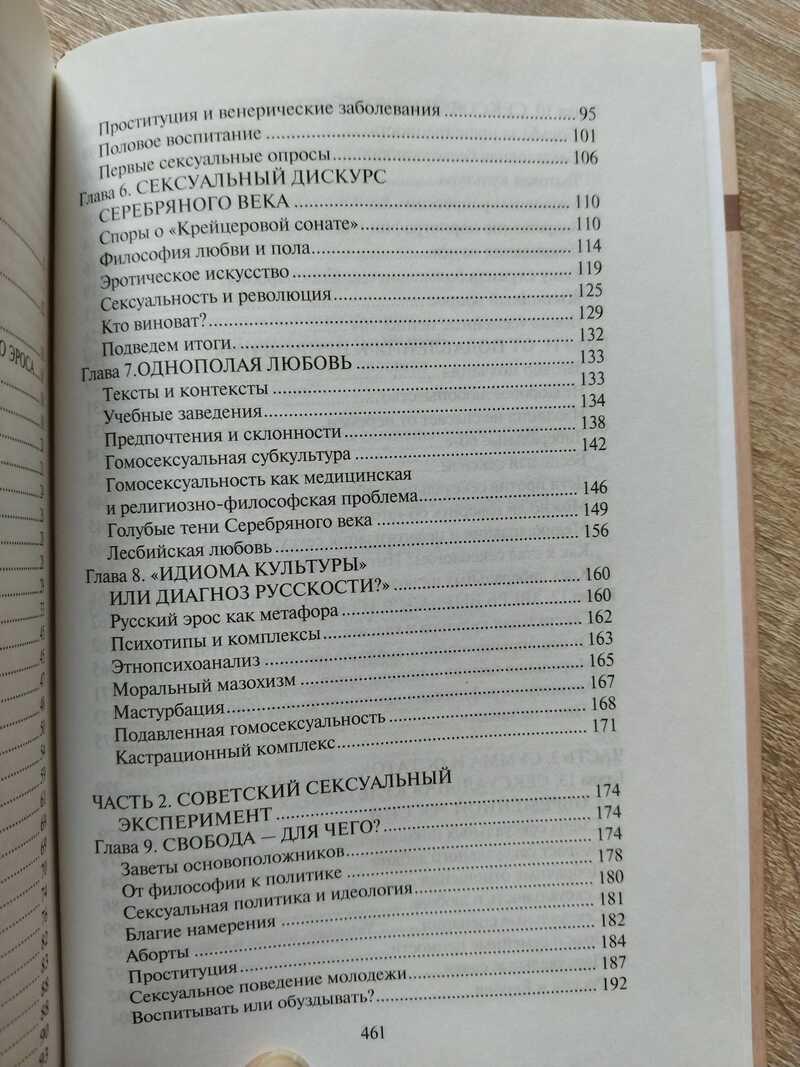 Проституция и венерические заболевания ........ 95
Половое воспитание ........ 101
Первые сексуальные опросы ........ 106
Глава 6. СЕКСУАЛЬНЫЙ ДИСКУРС
СЕРЕБРЯНОГО ВЕКА ........ 110
Споры о «Крейцеровой сонате» ........ 110
Философия любви и пола ........ 114
Эротическое искусство ........ 119
Сексуальность и революция ........ 125
Кто виноват? ........ 129
Подведем итоги. ........ 132
Глава 7.ОДНОПОЛАЯ ЛЮБОВЬ ........ 133
Тексты и контексты ........ 133
Учебные заведения ........ 134
Предпочтения и склонности ........ 138
Гомосексуальная субкультура ........ 142
Гомосексуальность как медицинская
и религиозно-философская проблема ........ 146
Голубые тени Серебряного века ........ 149
Лесбийская любовь ........ 156
Глава 8. «ИДИОМА КУЛЬТУРЫ»
ИЛИ ДИАГНОЗ РУССКОСТИ?» ........ 160
Русский эрос как метафора ........ 160
Психотипы и комплексы ........ 162
Этнопсихоанализ ........ 163
Моральный мазохизм ........ 165
Мастурбация ........ 167
Подавленная гомосексуальность ........ 168
Кастрационный комплекс ........ 171
ЧАСТЬ 2. СОВЕТСКИЙ СЕКСУАЛЬНЫЙ
ЭКСПЕРИМЕНТ ........ 174
Глава 9. СВОБОДА — ДЛЯ ЧЕГО? ........ 174
Заветы основоположников ........ 174
От философии к политике ........ 178
Сексуальная политика и идеология ........ 180
Благие намерения ........ 181
Аборты ........ 182
Проституция ........ 184
Сексуальное поведение молодежи ........ 187
Воспитывать или обуздывать? ........ 192
461